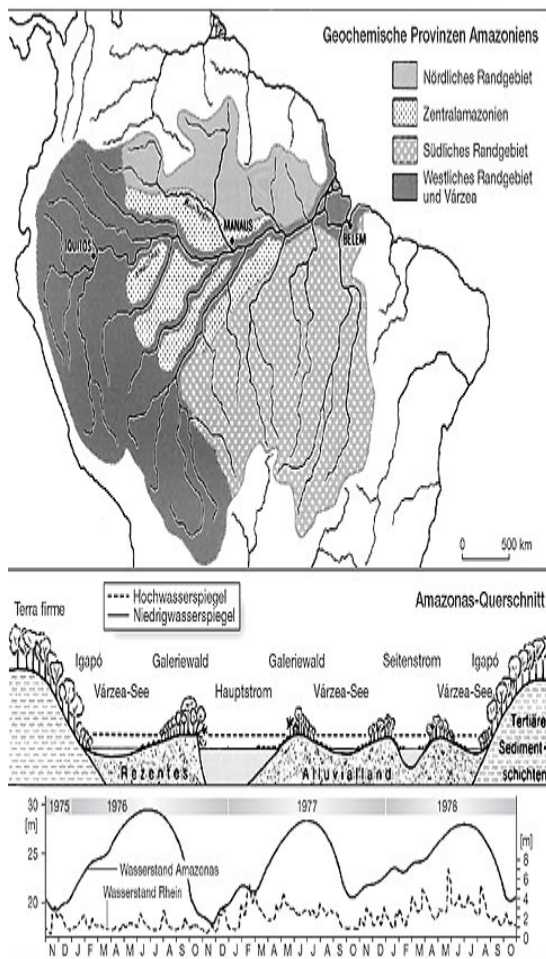 Geochemische Provinzen Amazoniens
Nördliches Randgebiet
Zentralamazonien
Südliches Randgebiet
Westliches Randgebiet
und Várzea
MANAUS
BELEM
IQUITOS
0 500 km
Hochwasserspiegel
Niedrigwasserspiegel
Amazonas-Querschnitt
Terra firme
Igapó Galeriewald Galeriewald Seitenstrom Igapó
Várzea-See Hauptstrom Várzea-See Várzea-See
Tertiäre
Sediment-
schichten
Rezentes Alluvialland
30 1975 1976 1977 1978
[m] [m]
25 8
Wasserstand Amazonas 6
Wasserstand Rhein 4
20 2
0
N D J F M A M J J A S O N D J F M A M J J A S O N D J F M A M J J A S O